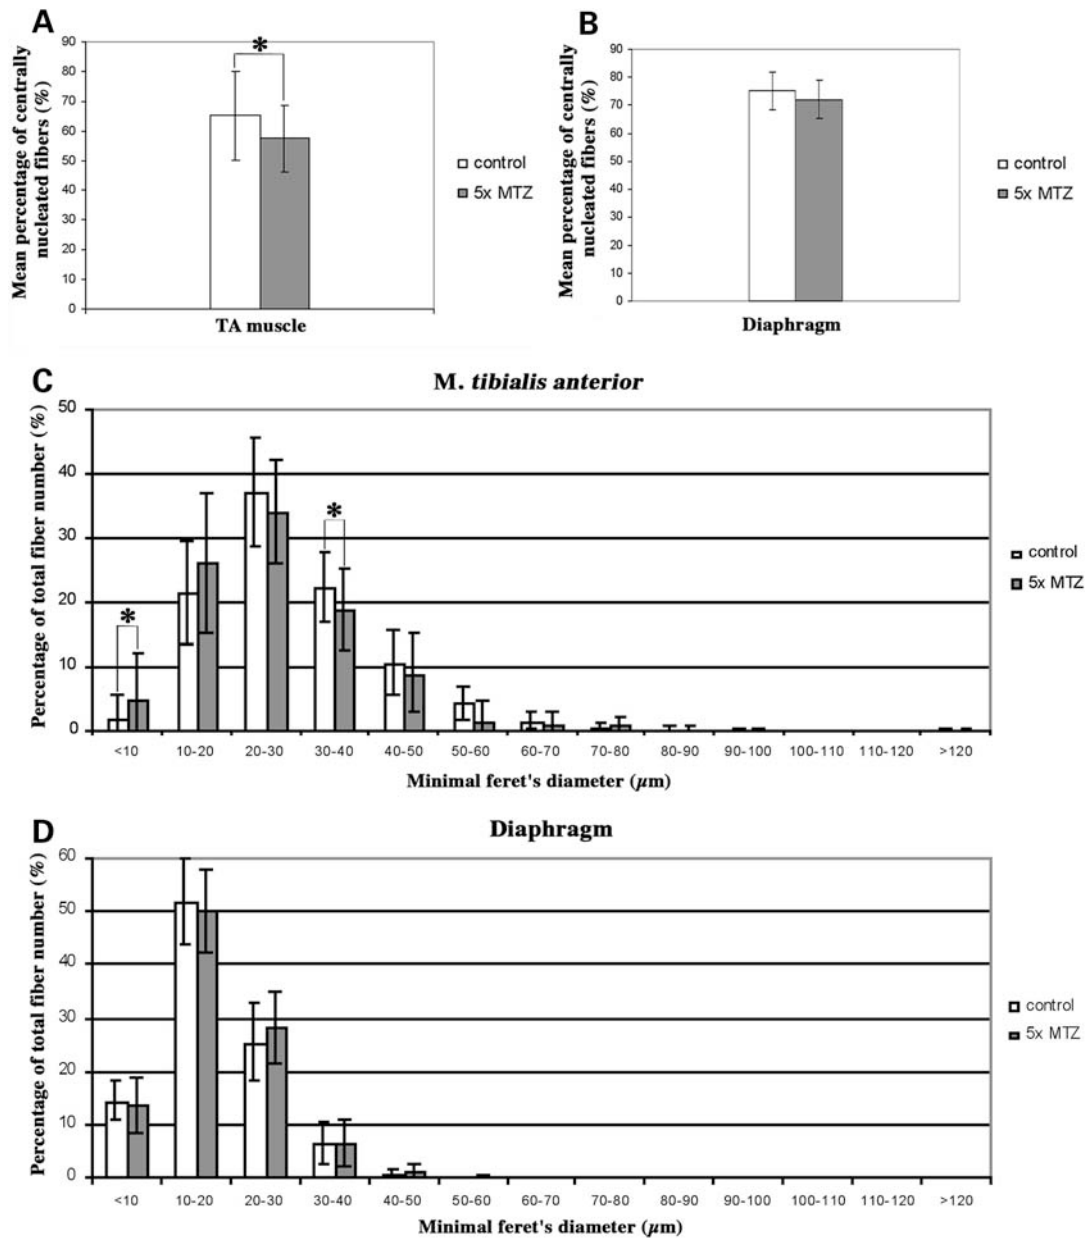 A
Mean percentage of centrally
nucleated fibers (%)
90
80
70
60
50
40
30
20
10
0
*
TA muscle
control
5x MTZ
B
Mean percentage of centrally
nucleated fibers (%)
90
80
70
60
50
40
30
20
10
0
Diaphragm
control
5x MTZ
C
M. tibialis anterior
Percentage of total fiber number (%)
50
40
30
20
10
0
*
*
<10 10-20 20-30 30-40 40-50 50-60 60-70 70-80 80-90 90-100 100-110 110-120 >120
Minimal feret's diameter (µm)
control
5x MTZ
D
Diaphragm
Percentage of total fiber number (%)
60
50
40
30
20
10
0
<10 10-20 20-30 30-40 40-50 50-60 60-70 70-80 80-90 90-100 100-110 110-120 >120
Minimal feret's diameter (µm)
control
5x MTZ